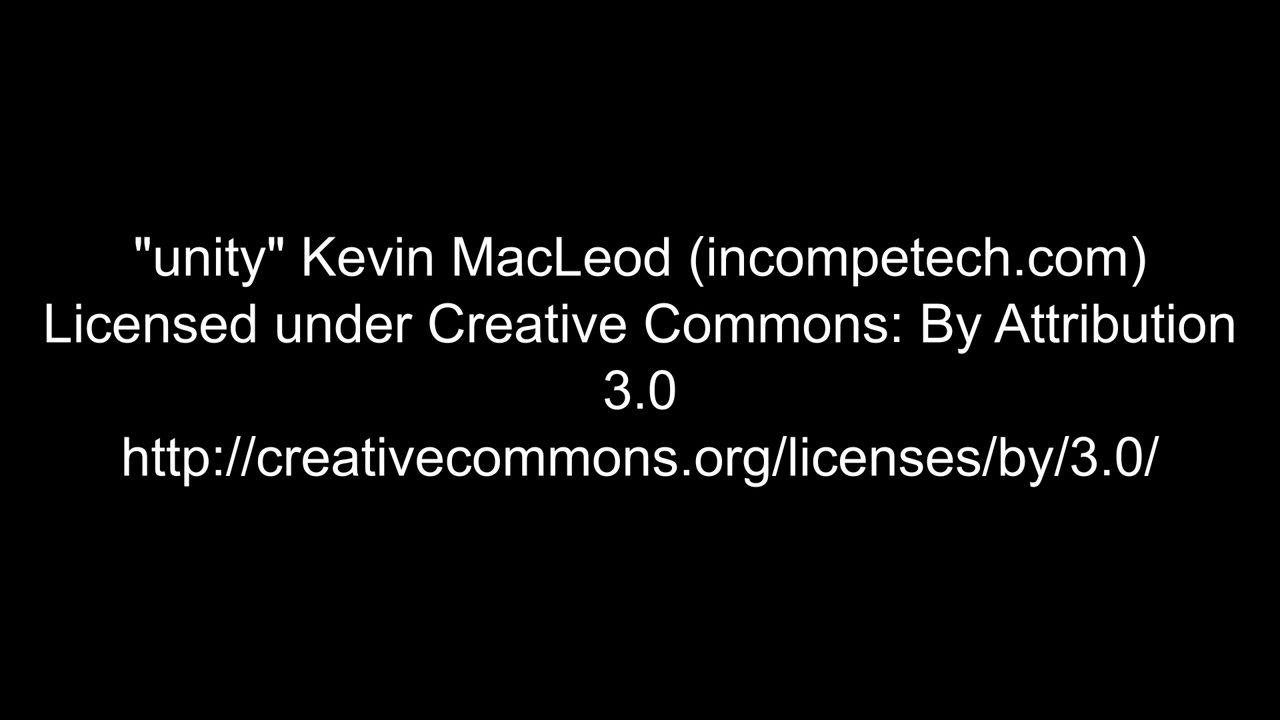 "unity" Kevin MacLeod (incompetech.com)
Licensed under Creative Commons: By Attribution
3.0
http://creativecommons.org/licenses/by/3.0/